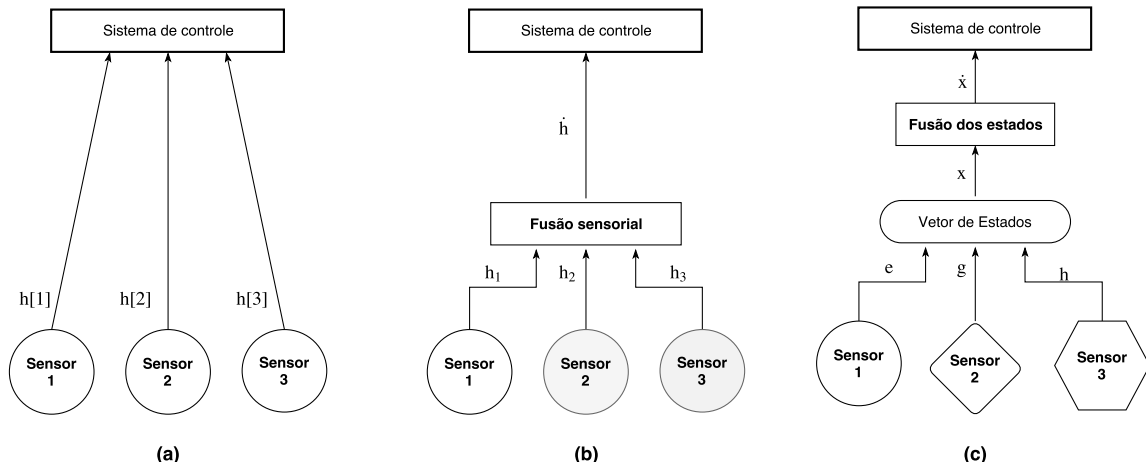 Sistema de controle
h[1]
h[2]
h[3]
Sensor
1
Sensor
2
Sensor
3
(a)
Sistema de controle
ḣ
Fusão sensorial
h₁
h₂
h₃
Sensor
1
Sensor
2
Sensor
3
(b)
Sistema de controle
ẋ
Fusão dos estados
x
Vetor de Estados
e
g
h
Sensor
1
Sensor
2
Sensor
3
(c)